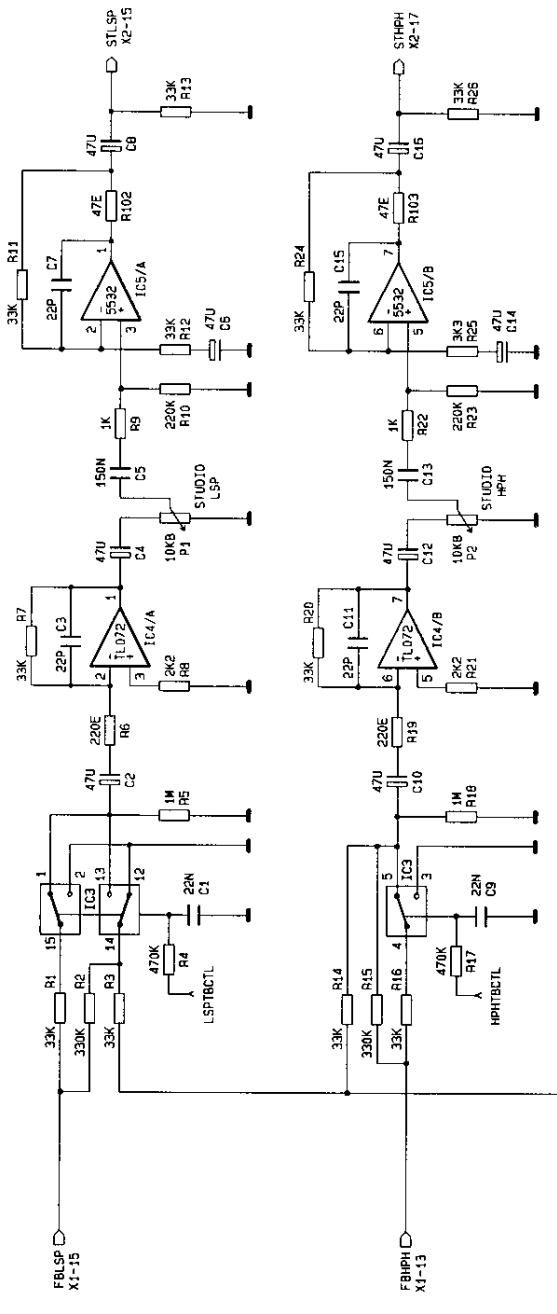 FBLSP
X1-15
33K
R1
330K
R2
33K
R3
15
1
2
IC3
14
13
12
470K
R4
LSPTBCTL
22N
C1
1M
R5
47U
C2
220E
R6
33K
R7
22P
C3
2
3
-
+
TL072
1
IC4/A
2K2
R8
47U
C4
10KB
P1
STUDIO
LSP
150N
C5
1K
R9
220K
R10
33K
R11
22P
C7
2
3
-
+
5532
1
IC5/A
33K
R12
47U
C6
47E
R102
47U
C8
33K
R13
STLSP
X2-15
FBHPH
X1-13
33K
R14
330K
R15
33K
R16
4
5
3
IC3
470K
R17
HPHTBCTL
22N
C9
1M
R18
47U
C10
220E
R19
33K
R20
22P
C11
6
5
-
+
TL072
7
IC4/B
2K2
R21
47U
C12
10KB
P2
STUDIO
HPH
150N
C13
1K
R22
220K
R23
33K
R24
22P
C15
6
5
-
+
5532
7
IC5/B
3K3
R25
47U
C14
47E
R103
47U
C16
33K
R26
STHPH
X2-17